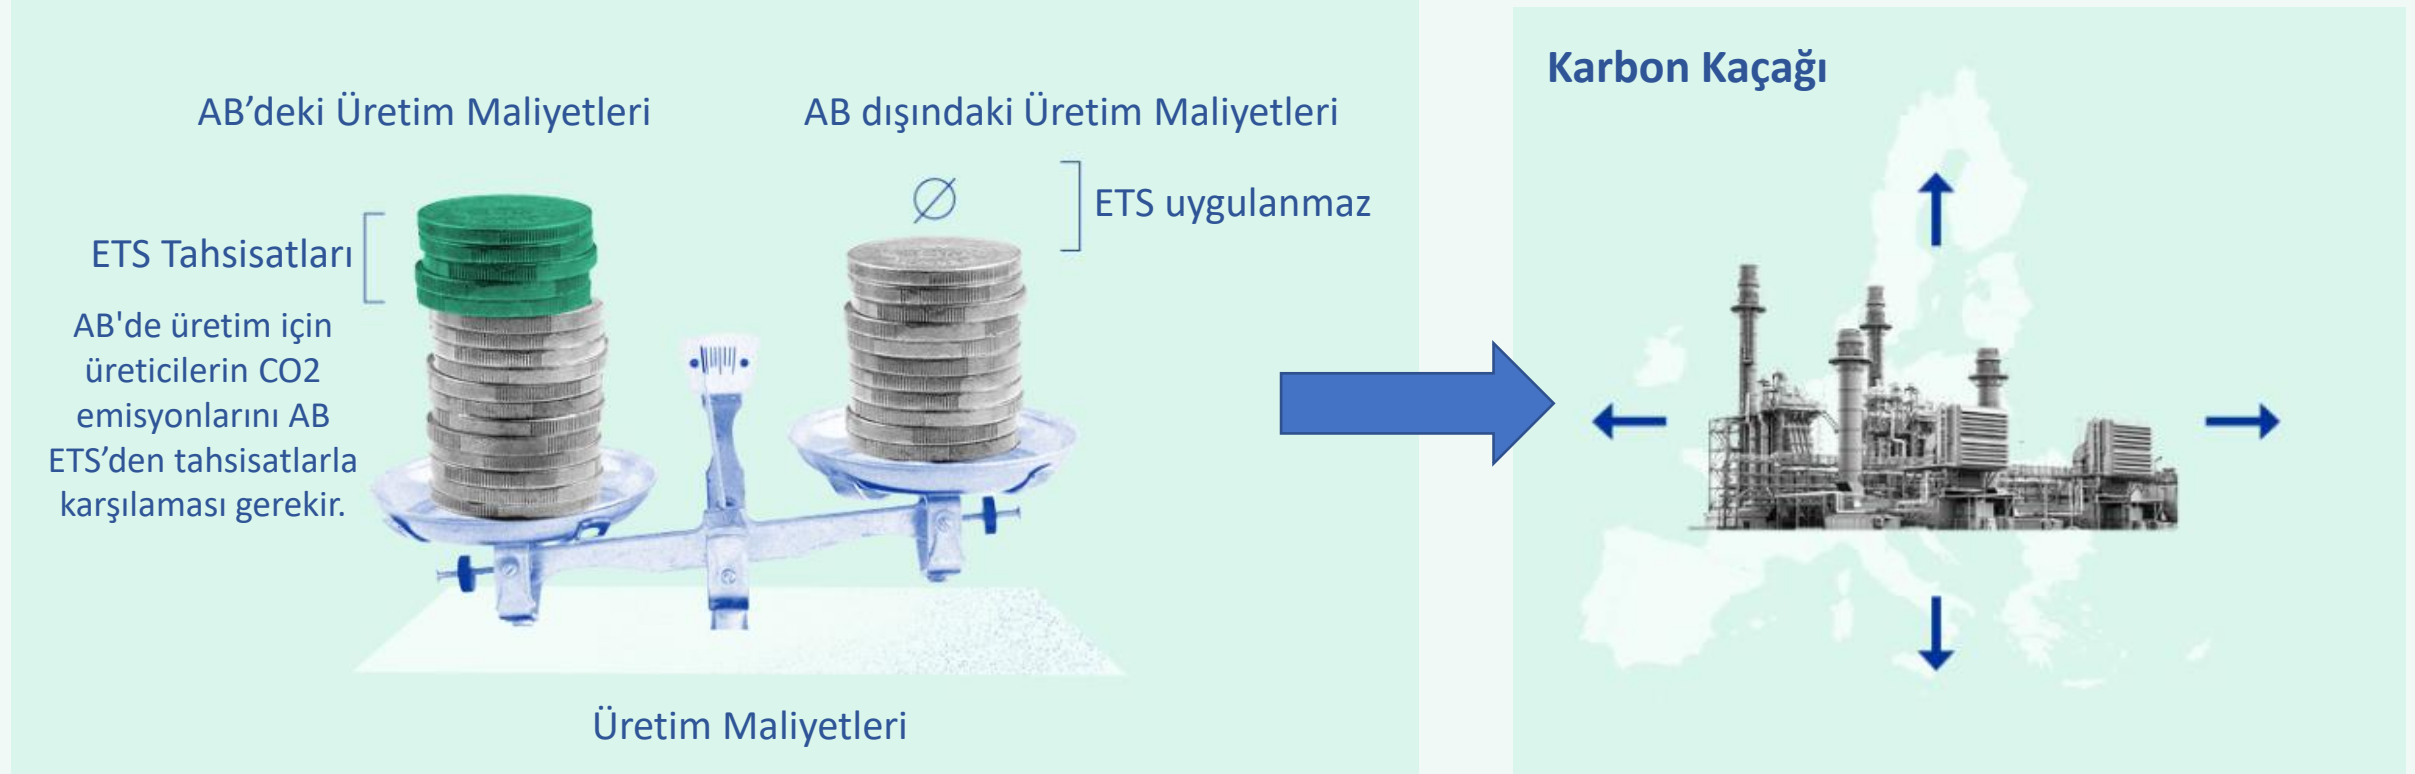 AB’deki Üretim Maliyetleri
AB dışındaki Üretim Maliyetleri
∅
ETS uygulanmaz
ETS Tahsisatları
AB'de üretim için
üreticilerin CO2
emisyonlarını AB
ETS’den tahsisatlarla
karşılaması gerekir.
Üretim Maliyetleri
Karbon Kaçağı